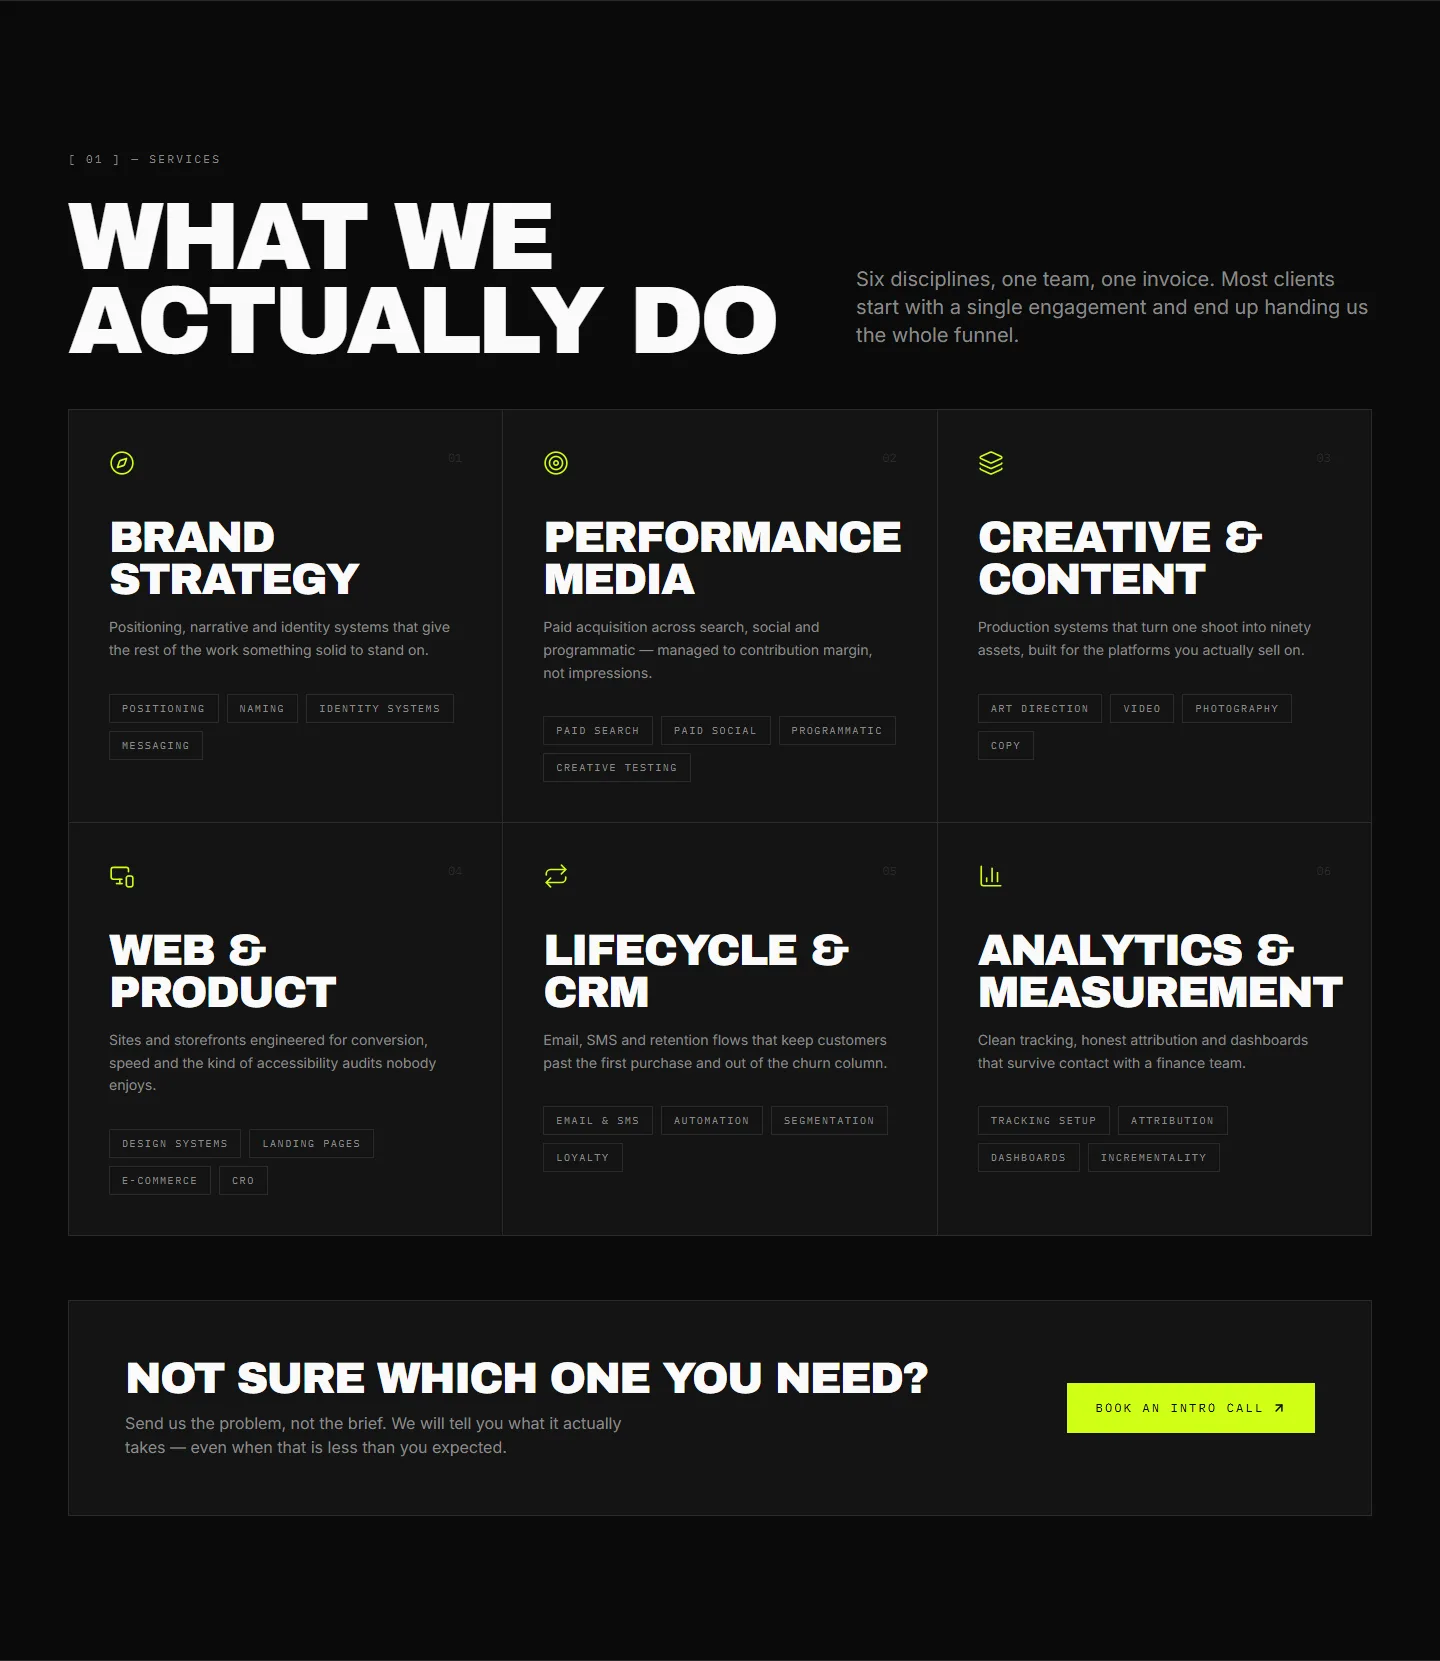 [ 01 ] — SERVICES
WHAT WE
ACTUALLY DO
Six disciplines, one team, one invoice. Most clients
start with a single engagement and end up handing us
the whole funnel.
01
BRAND
STRATEGY
Positioning, narrative and identity systems that give
the rest of the work something solid to stand on.
POSITIONING NAMING IDENTITY SYSTEMS
MESSAGING
02
PERFORMANCE
MEDIA
Paid acquisition across search, social and
programmatic — managed to contribution margin,
not impressions.
PAID SEARCH PAID SOCIAL PROGRAMMATIC
CREATIVE TESTING
03
CREATIVE &
CONTENT
Production systems that turn one shoot into ninety
assets, built for the platforms you actually sell on.
ART DIRECTION VIDEO PHOTOGRAPHY
COPY
04
WEB &
PRODUCT
Sites and storefronts engineered for conversion,
speed and the kind of accessibility audits nobody
enjoys.
DESIGN SYSTEMS LANDING PAGES
E-COMMERCE CRO
05
LIFECYCLE &
CRM
Email, SMS and retention flows that keep customers
past the first purchase and out of the churn column.
EMAIL & SMS AUTOMATION SEGMENTATION
LOYALTY
06
ANALYTICS &
MEASUREMENT
Clean tracking, honest attribution and dashboards
that survive contact with a finance team.
TRACKING SETUP ATTRIBUTION
DASHBOARDS INCREMENTALITY
NOT SURE WHICH ONE YOU NEED?
Send us the problem, not the brief. We will tell you what it actually
takes — even when that is less than you expected.
BOOK AN INTRO CALL